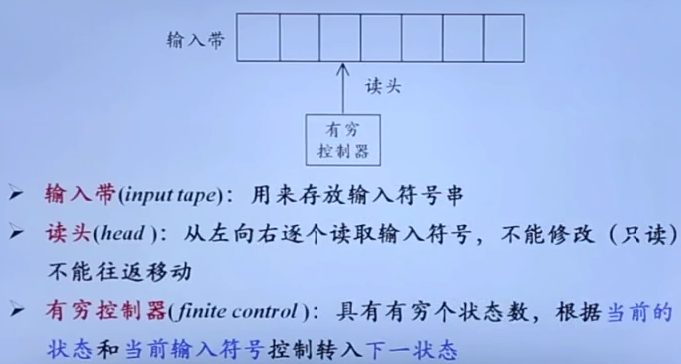 输入带
读头
有穷
控制器
➢ 输入带(input tape)：用来存放输入符号串
➢ 读头(head )：从左向右逐个读取输入符号，不能修改（只读）
不能往返移动
➢ 有穷控制器(finite control )：具有有穷个状态数，根据当前的
状态和当前输入符号控制转入下一状态